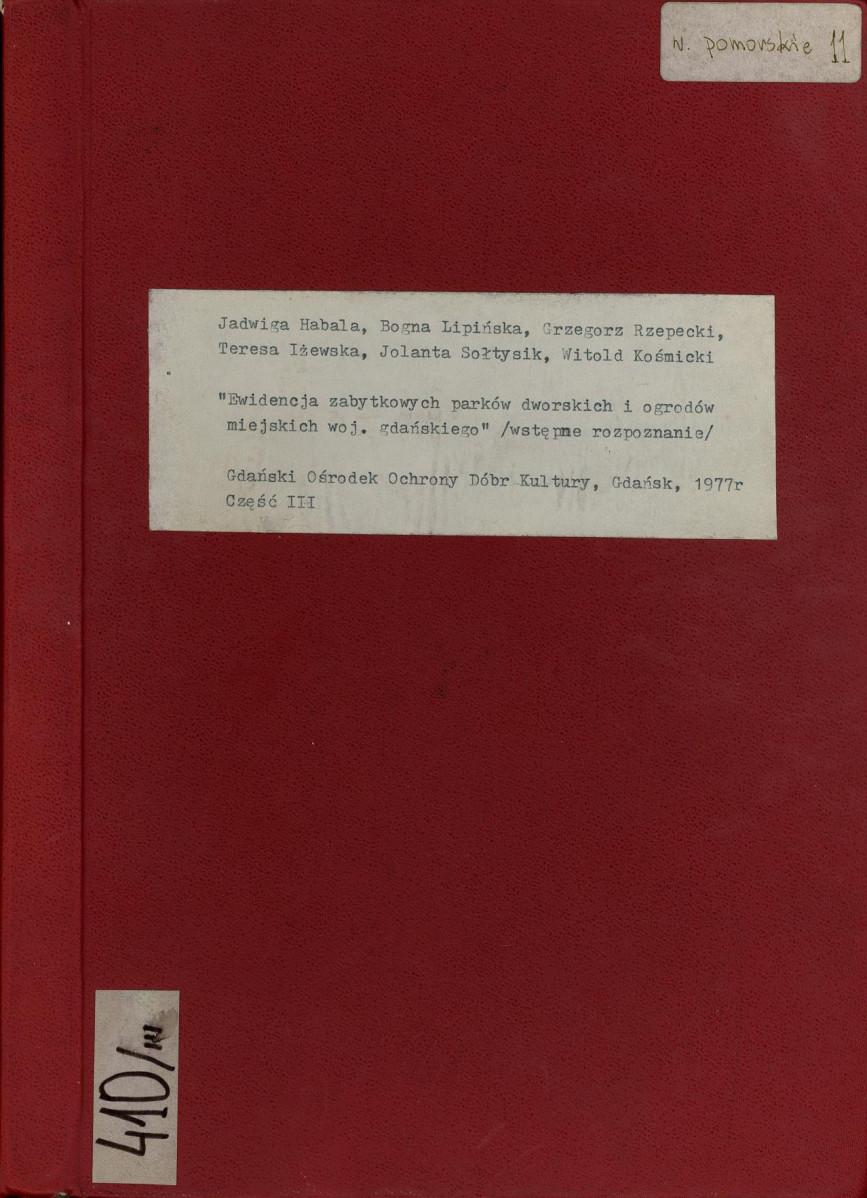 w. pomorskie 11
Jadwiga Habala, Bogna Lipińska, Grzegorz Rzepecki,
Teresa Iżewska, Jolanta Sołtysik, Witold Kośmicki
"Ewidencja zabytkowych parków dworskich i ogrodów
miejskich woj. gdańskiego" /wstępne rozpoznanie/
Gdański Ośrodek Ochrony Dóbr Kultury, Gdańsk, 1977r
Część III
410/III